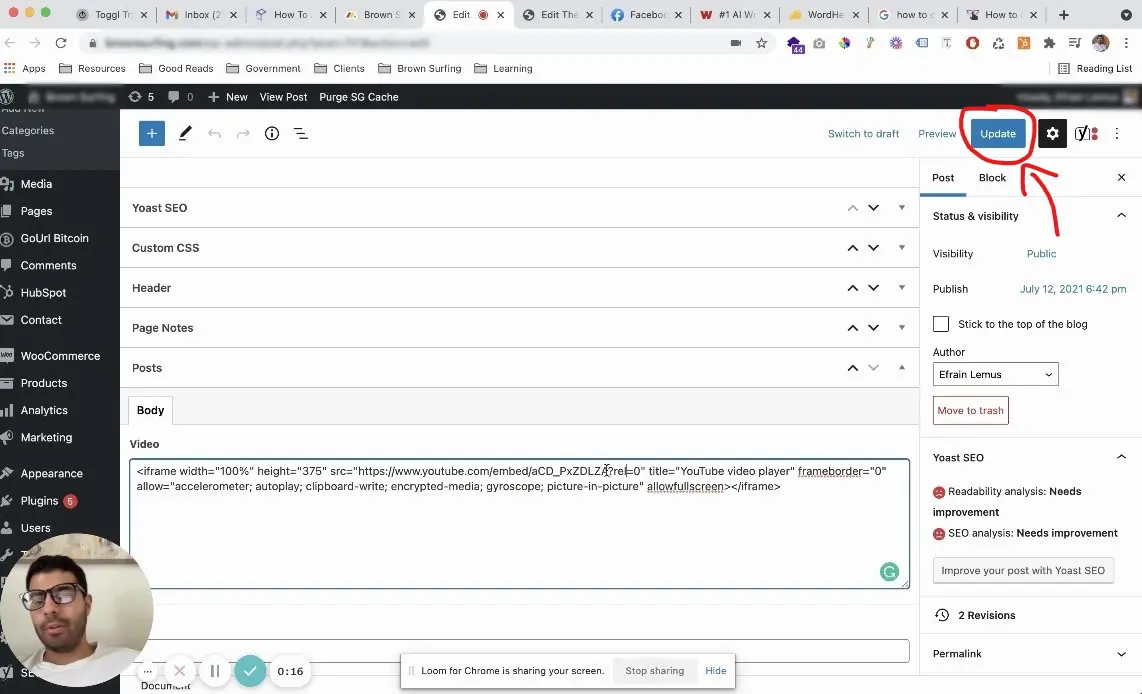 Toggl Tr
Inbox (2
How To
Brown S
Edit
Edit The
Faceboo
#1 AI Wr
WordHe
how to c
How to
44
Apps
Resources
Good Reads
Government
Clients
Brown Surfing
Learning
Reading List
Brown Surfing
5
0
New
View Post
Purge SG Cache
Add New
Categories
Tags
Media
Pages
GoUrl Bitcoin
Comments
HubSpot
Contact
WooCommerce
Products
Analytics
Marketing
Appearance
Plugins 5
Users
Switch to draft
Preview
Update
Yoast SEO
Custom CSS
Header
Page Notes
Posts
Body
Video
<iframe width="100%" height="375" src="https://www.youtube.com/embed/aCD_PxZDLZA?rel=0" title="YouTube video player" frameborder="0"
allow="accelerometer; autoplay; clipboard-write; encrypted-media; gyroscope; picture-in-picture" allowfullscreen></iframe>
Document
Post
Block
Status & visibility
Visibility
Public
Publish
July 12, 2021 6:42 pm
Stick to the top of the blog
Author
Efrain Lemus
Move to trash
Yoast SEO
Readability analysis: Needs
improvement
SEO analysis: Needs improvement
Improve your post with Yoast SEO
2 Revisions
Permalink
0:16
Loom for Chrome is sharing your screen.
Stop sharing
Hide